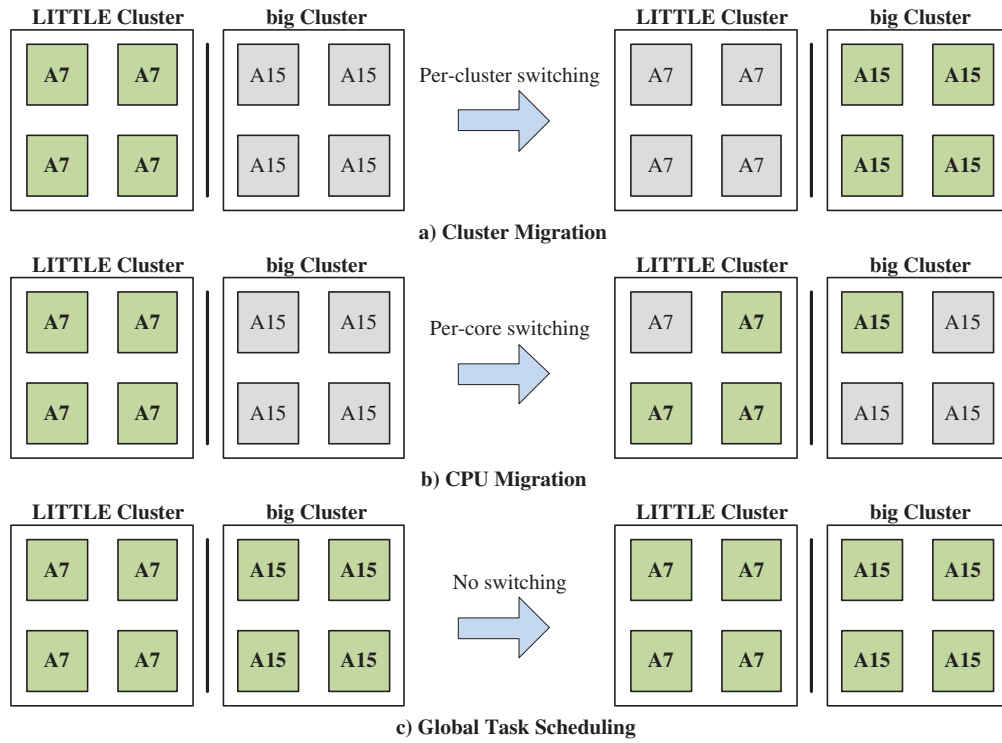 LITTLE Cluster big Cluster LITTLE Cluster big Cluster
A7 A7 A15 A15 Per-cluster switching A7 A7 A15 A15
A7 A7 A15 A15 A7 A7 A15 A15
a) Cluster Migration
LITTLE Cluster big Cluster LITTLE Cluster big Cluster
A7 A7 A15 A15 Per-core switching A7 A7 A15 A15
A7 A7 A15 A15 A7 A7 A15 A15
b) CPU Migration
LITTLE Cluster big Cluster LITTLE Cluster big Cluster
A7 A7 A15 A15 No switching A7 A7 A15 A15
A7 A7 A15 A15 A7 A7 A15 A15
c) Global Task Scheduling